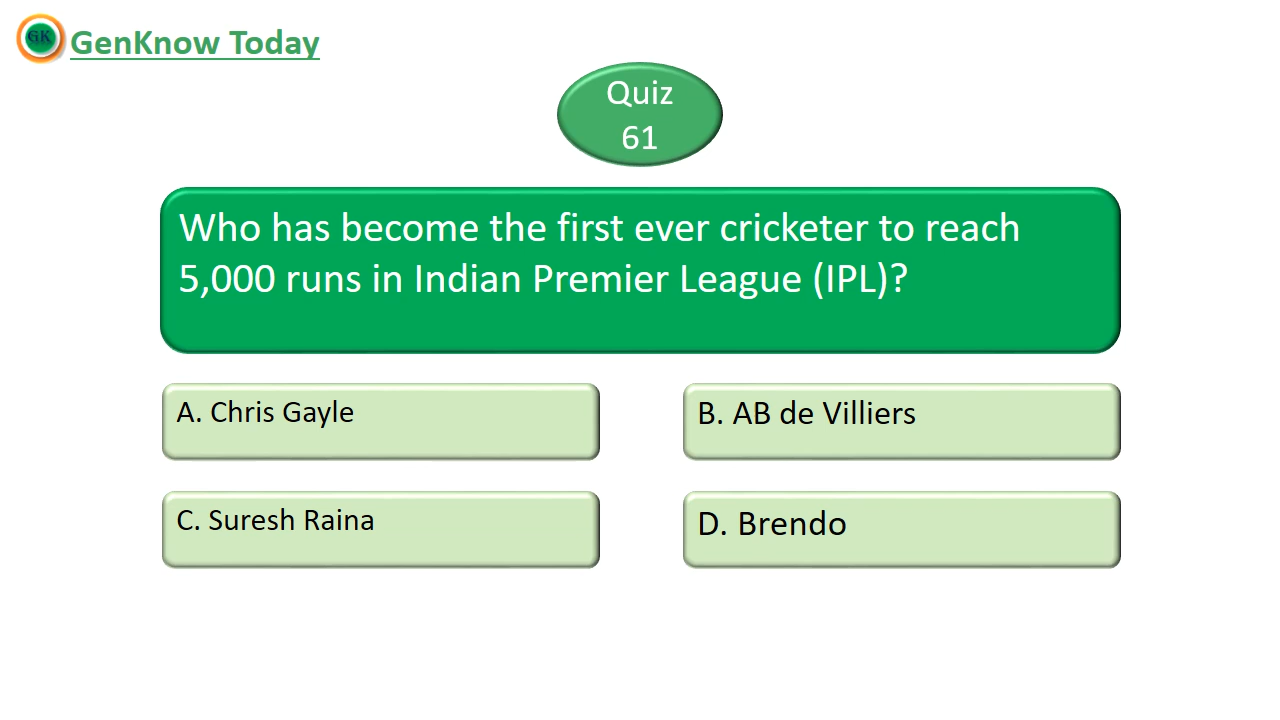 GK
GenKnow Today
Quiz
61
Who has become the first ever cricketer to reach
5,000 runs in Indian Premier League (IPL)?
A. Chris Gayle
B. AB de Villiers
C. Suresh Raina
D. Brendo